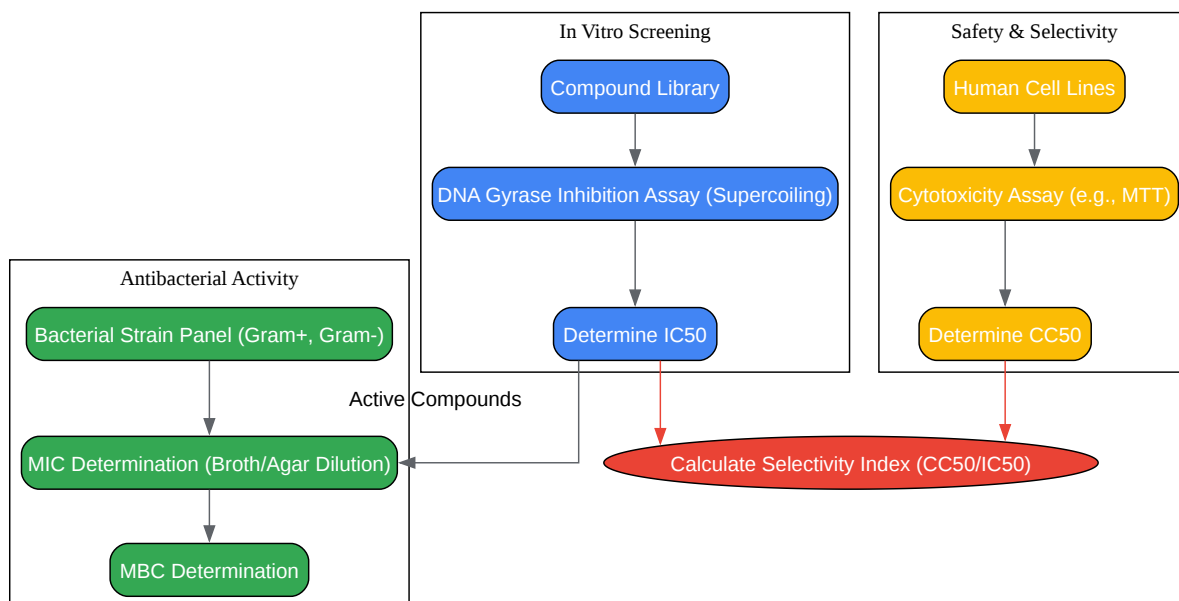 In Vitro Screening
Compound Library
DNA Gyrase Inhibition Assay (Supercoiling)
Determine IC50
Safety & Selectivity
Human Cell Lines
Cytotoxicity Assay (e.g., MTT)
Determine CC50
Antibacterial Activity
Bacterial Strain Panel (Gram+, Gram-)
Active Compounds
MIC Determination (Broth/Agar Dilution)
MBC Determination
Calculate Selectivity Index (CC50/IC50)